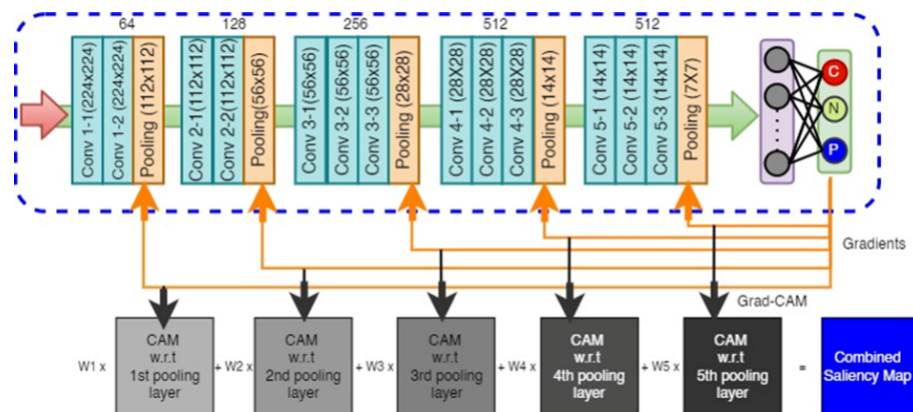 64
128
256
512
512
Conv 1-1(224x224)
Conv 1-2 (224x224)
Pooling (112x112)
Conv 2-1(112x112)
Conv 2-2(112x112)
Pooling(56x56)
Conv 3-1(56x56)
Conv 3-2 (56x56)
Conv 3-3 (56x56)
Pooling (28x28)
Conv 4-1 (28X28)
Conv 4-2 (28X28)
Conv 4-3 (28X28)
Pooling (14x14)
Conv 5-1 (14x14)
Conv 5-2 (14x14)
Conv 5-3 (14x14)
Pooling (7X7)
C
N
P
Gradients
Grad-CAM
W1 x
CAM
w.r.t
1st pooling
layer
+ W2 x
CAM
w.r.t
2nd pooling
layer
+ W3 x
CAM
w.r.t
3rd pooling
layer
+ W4 x
CAM
w.r.t
4th pooling
layer
+ W5 x
CAM
w.r.t
5th pooling
layer
=
Combined
Saliency Map